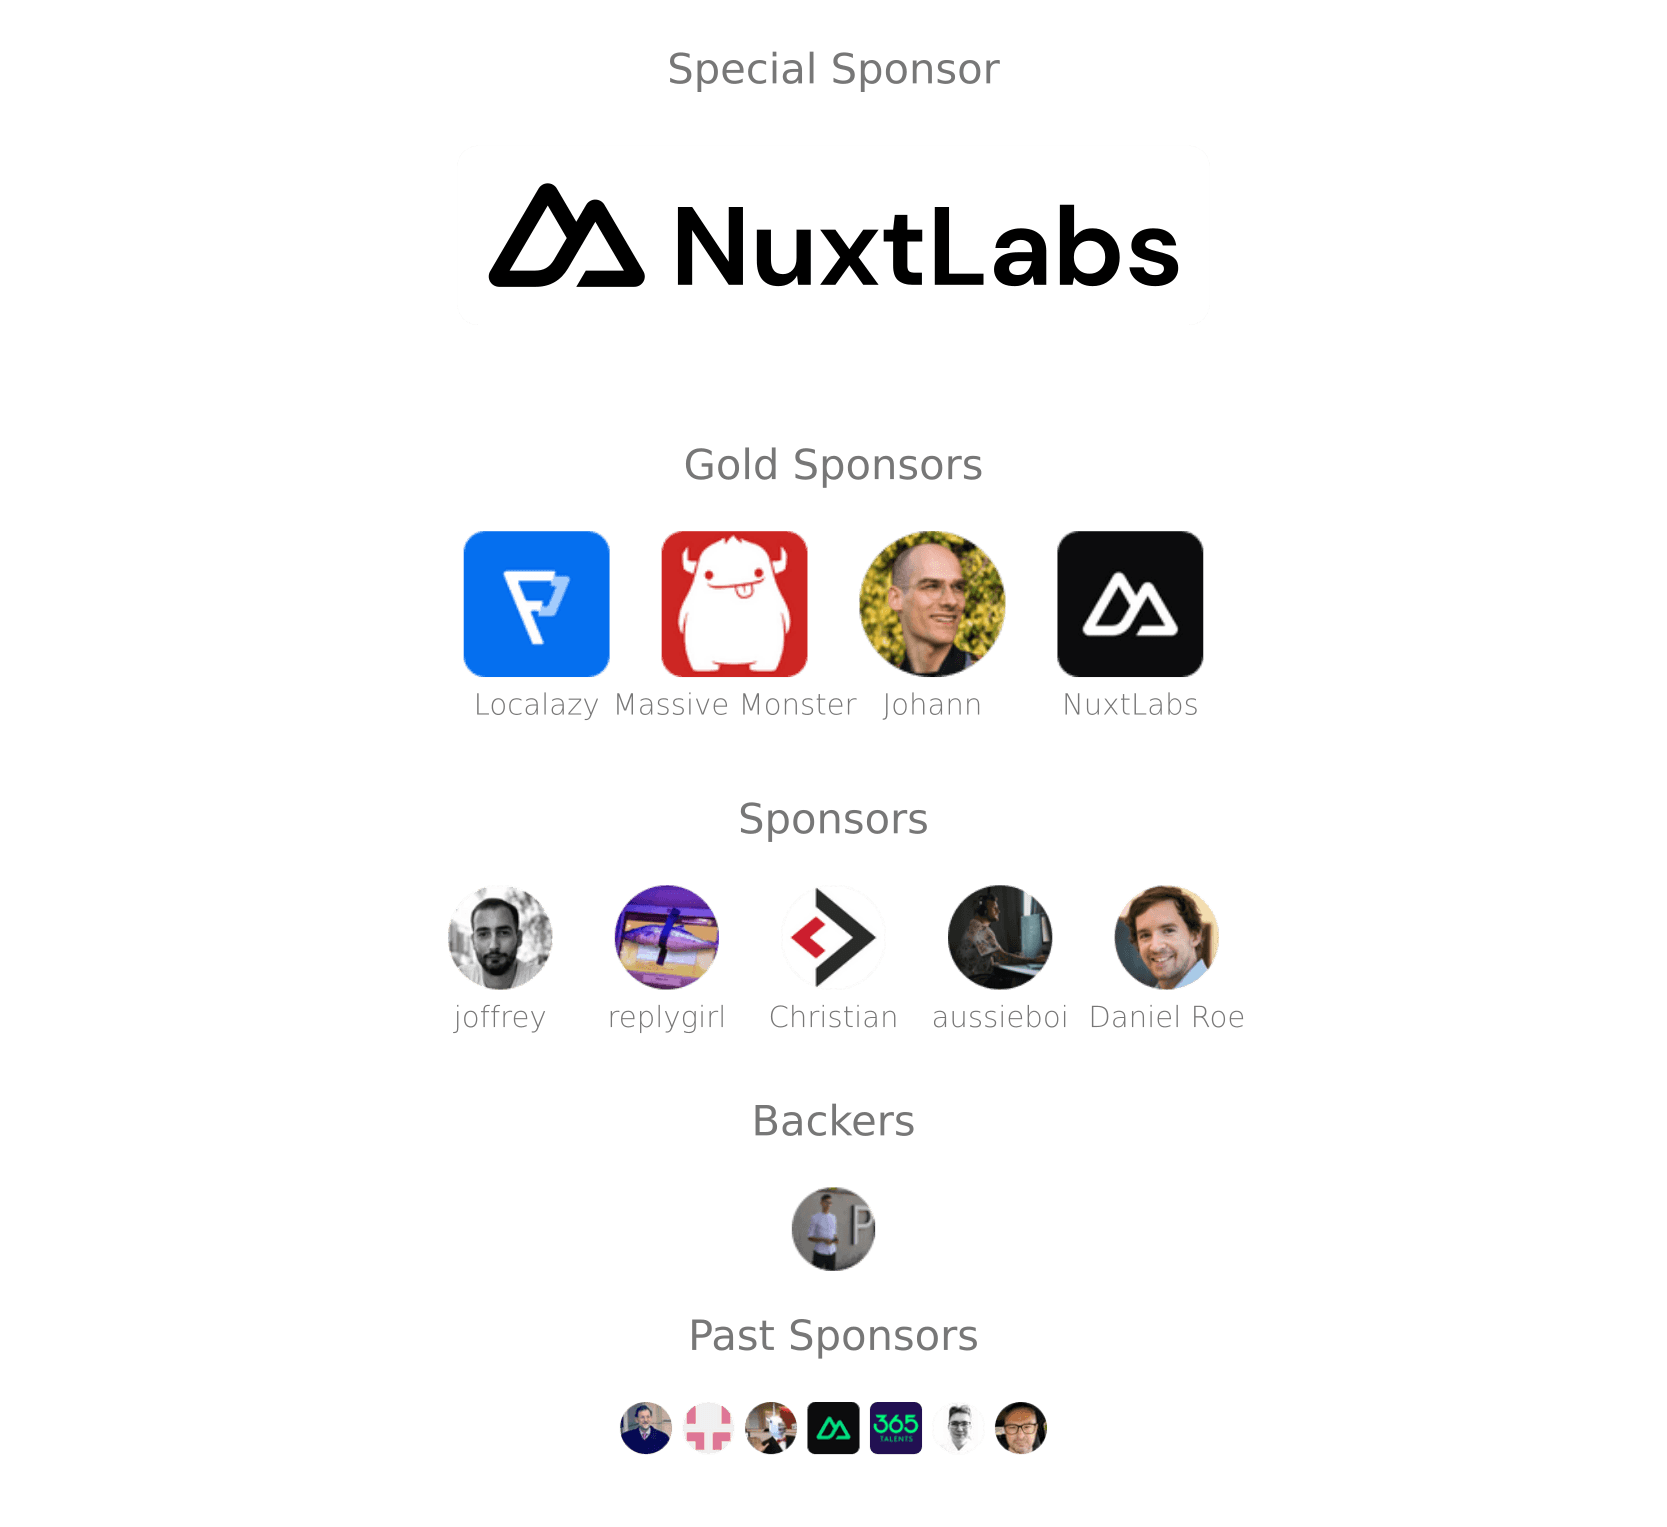 Special Sponsor
NuxtLabs
Gold Sponsors
Localazy Massive Monster Johann NuxtLabs
Sponsors
joffrey replygirl Christian aussieboi Daniel Roe
Backers
P
Past Sponsors
365
TALENTS